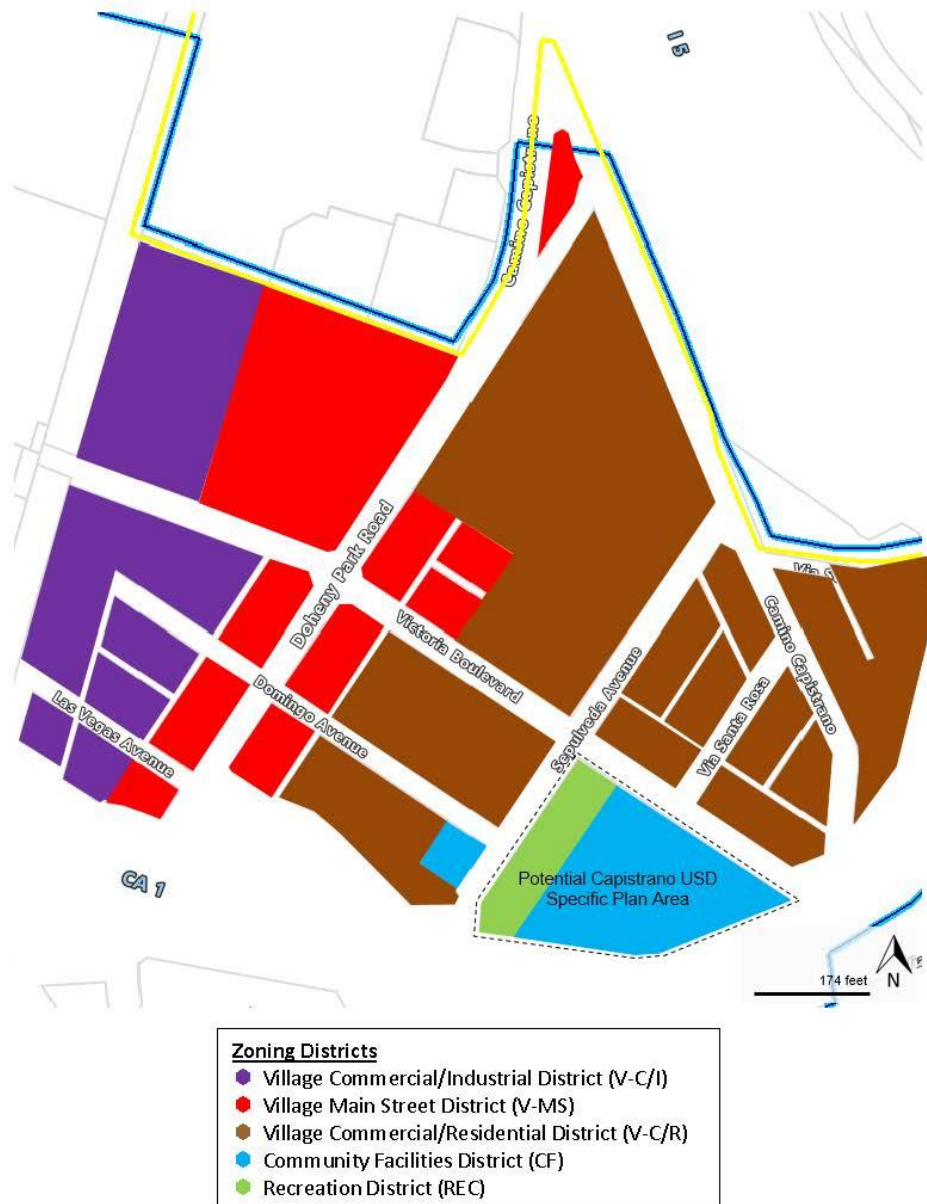 I 5
Camino Capistrano
Doheny Park Road
Victoria Boulevard
Via S
Camino Capistrano
Sepulveda Avenue
Domingo Avenue
Via Santa Rosa
Las Vegas Avenue
CA 1
Potential Capistrano USD
Specific Plan Area
174 feet
N
Zoning Districts
Village Commercial/Industrial District (V-C/I)
Village Main Street District (V-MS)
Village Commercial/Residential District (V-C/R)
Community Facilities District (CF)
Recreation District (REC)